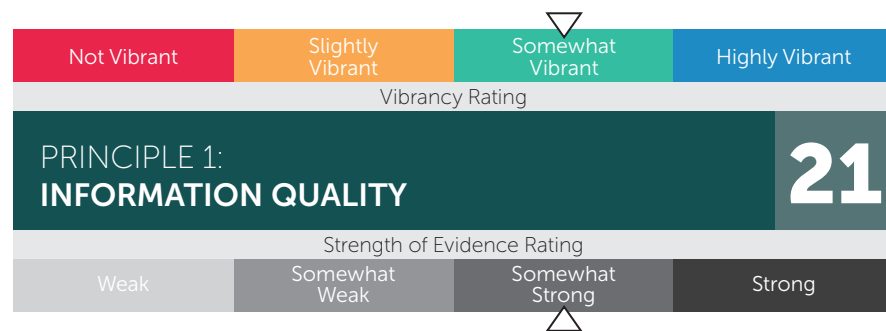 Not Vibrant
Slightly
Vibrant
Somewhat
Vibrant
Highly Vibrant
Vibrancy Rating
PRINCIPLE 1:
INFORMATION QUALITY
21
Strength of Evidence Rating
Weak
Somewhat
Weak
Somewhat
Strong
Strong